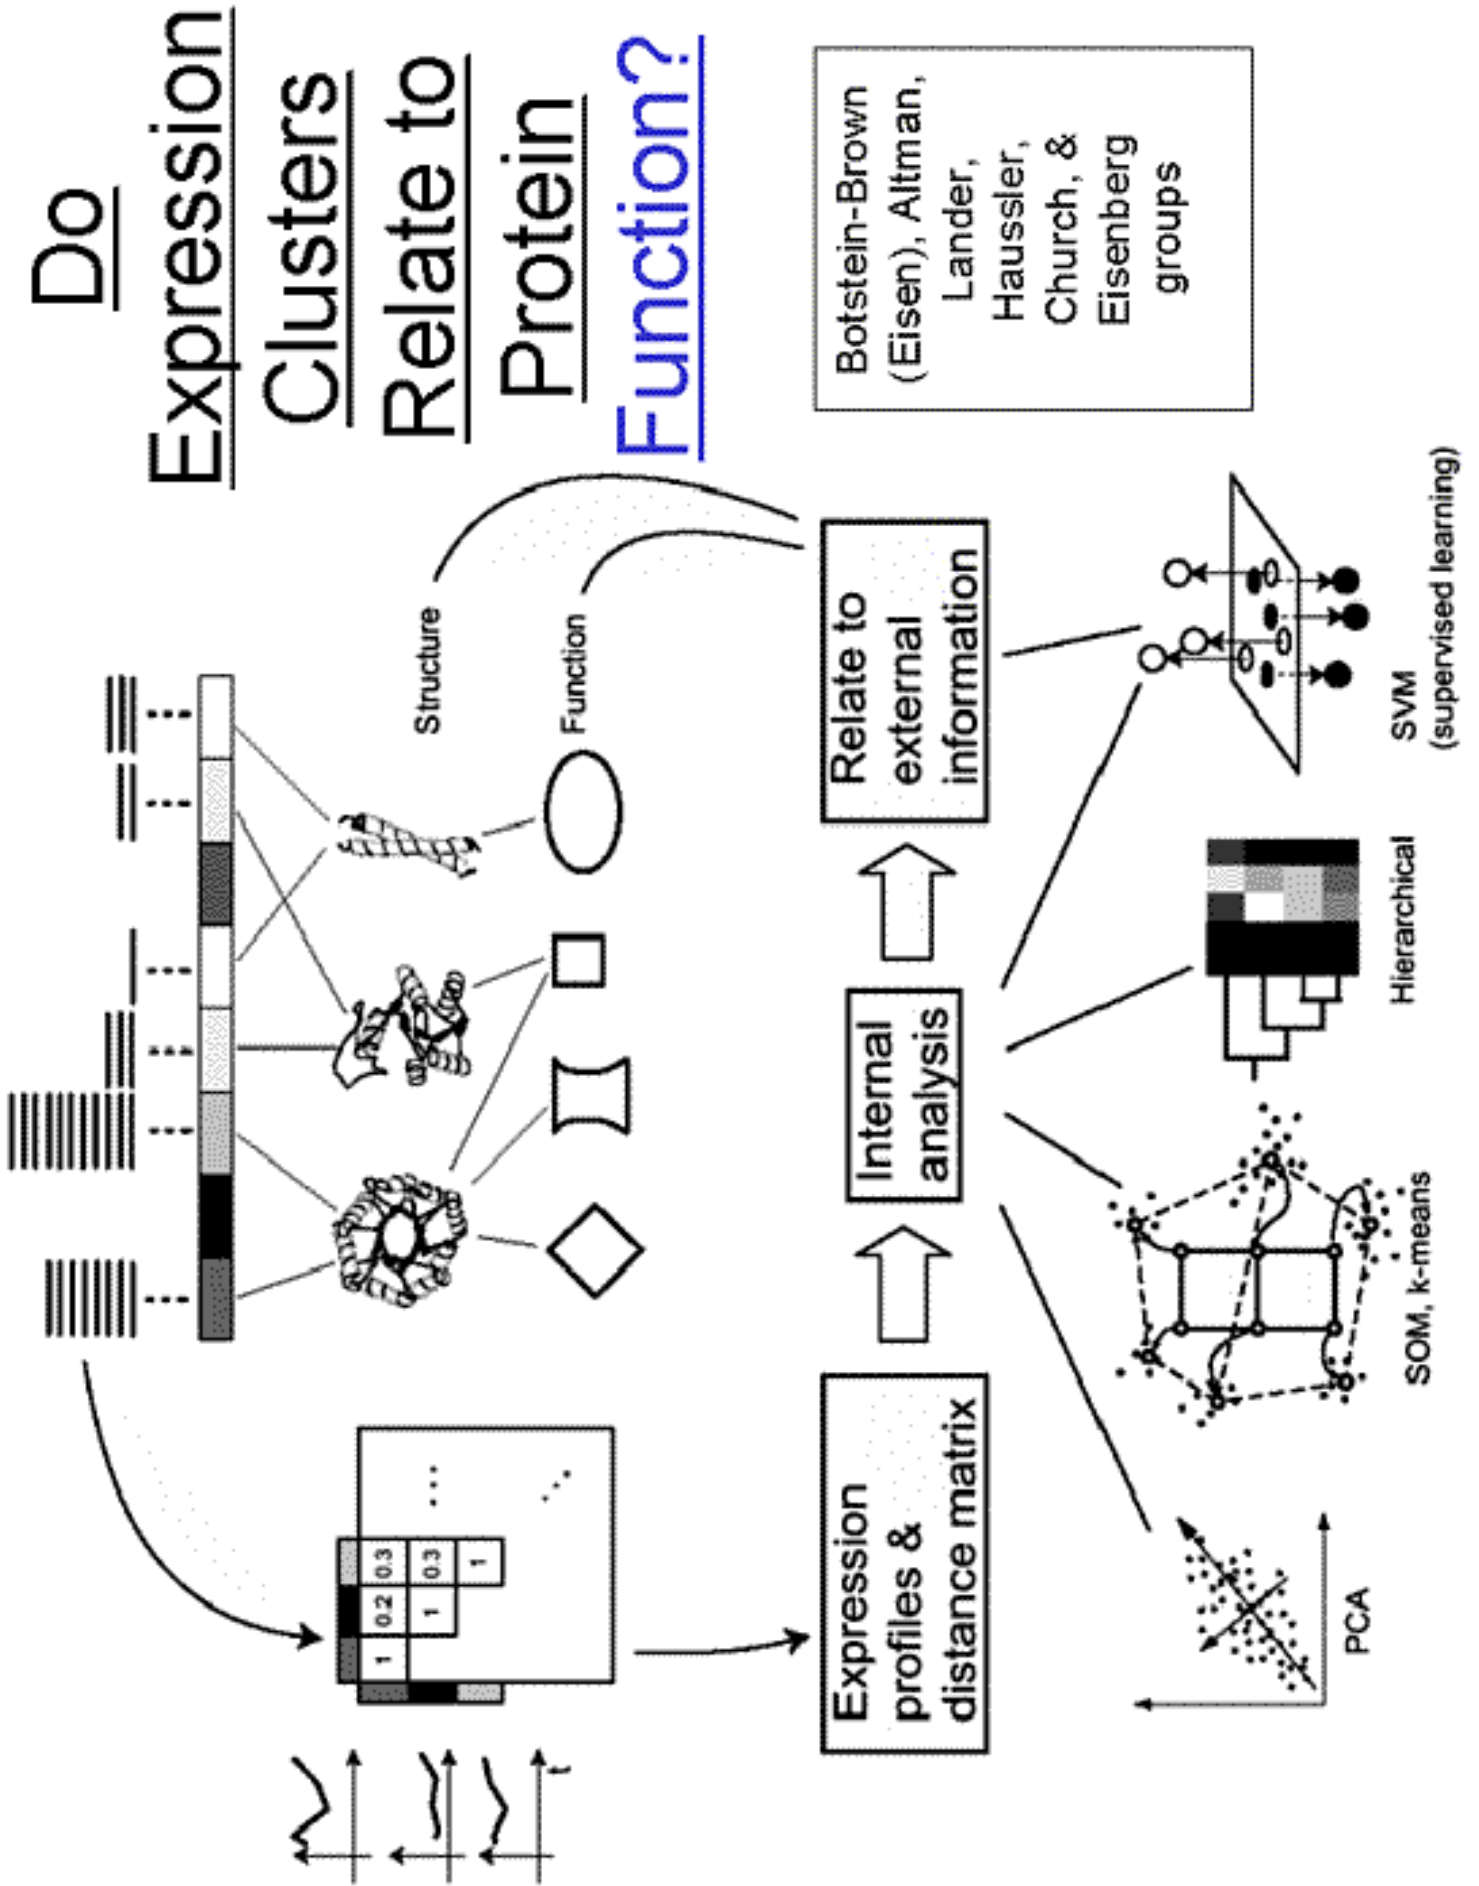 Do
Expression
Clusters
Relate to
Protein
Function?
Structure
Function
1
0.2
0.3
1
0.3
1
t
Expression
profiles &
distance matrix
Internal
analysis
Relate to
external
information
Botstein-Brown
(Eisen), Altman,
Lander,
Haussler,
Church, &
Eisenberg
groups
PCA
SOM, k-means
Hierarchical
SVM
(supervised learning)